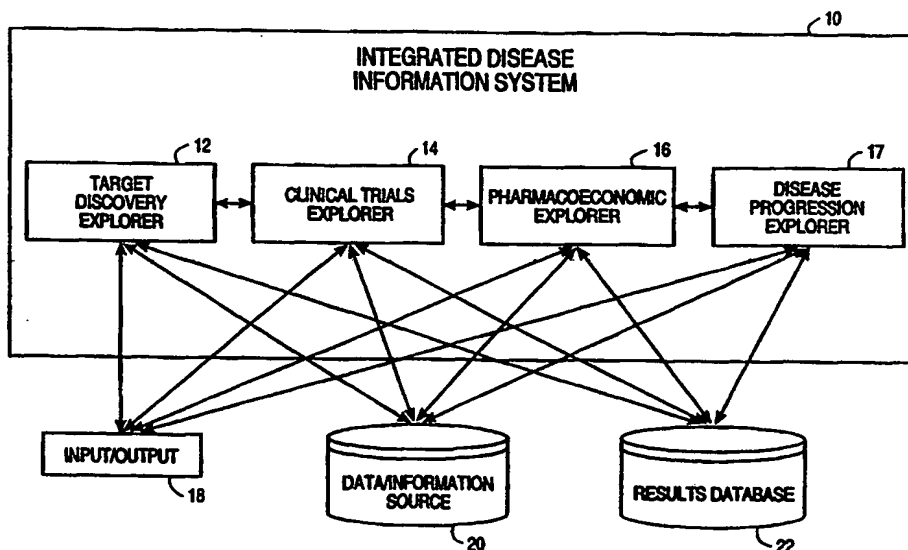 10
INTEGRATED DISEASE
INFORMATION SYSTEM
12
TARGET
DISCOVERY
EXPLORER
14
CLINICAL TRIALS
EXPLORER
16
PHARMACOECONOMIC
EXPLORER
17
DISEASE
PROGRESSION
EXPLORER
INPUT/OUTPUT
18
DATA/INFORMATION
SOURCE
20
RESULTS DATABASE
22